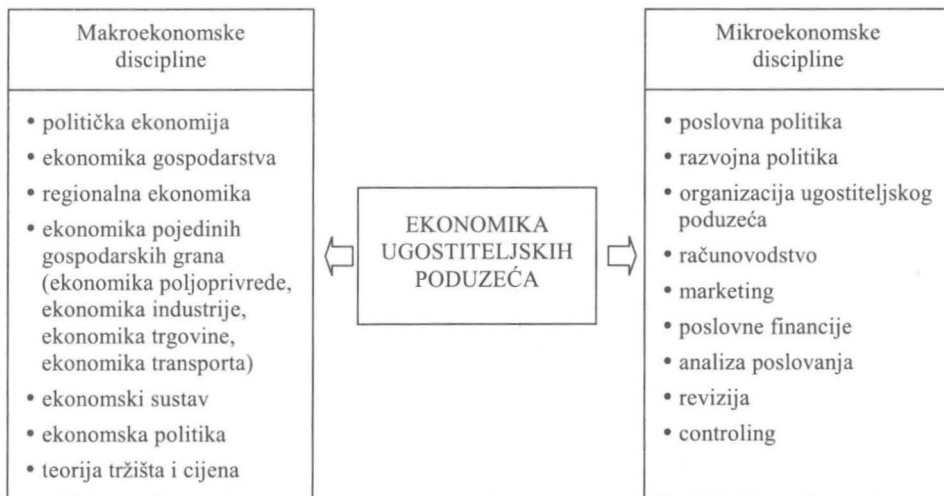 Makroekonomske
discipline
• politička ekonomija
• ekonomika gospodarstva
• regionalna ekonomika
• ekonomika pojedinih
gospodarskih grana
(ekonomika poljoprivrede,
ekonomika industrije,
ekonomika trgovine,
ekonomika transporta)
• ekonomski sustav
• ekonomska politika
• teorija tržišta i cijena
EKONOMIKA
UGOSTITELJSKIH
PODUZEĆA
Mikroekonomske
discipline
• poslovna politika
• razvojna politika
• organizacija ugostiteljskog
poduzeća
• računovodstvo
• marketing
• poslovne financije
• analiza poslovanja
• revizija
• controling